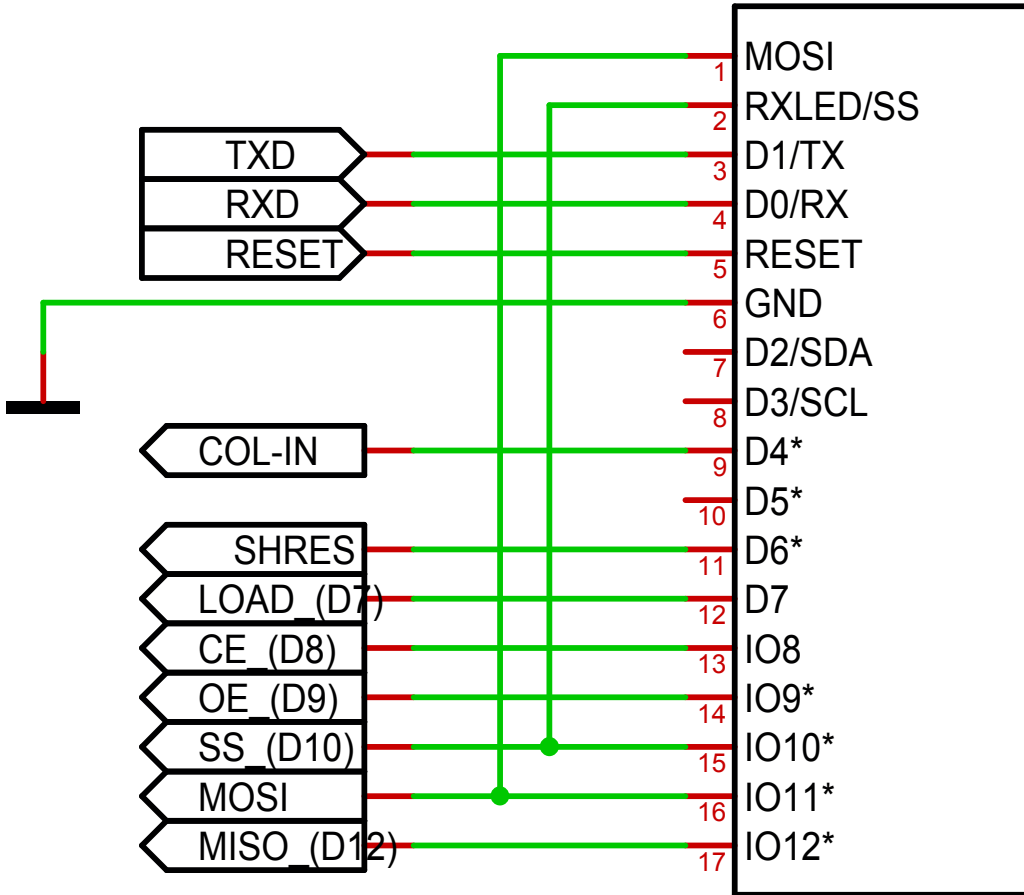 1 MOSI
2 RXLED/SS
TXD 3 D1/TX
RXD 4 D0/RX
RESET 5 RESET
6 GND
7 D2/SDA
8 D3/SCL
COL-IN 9 D4*
10 D5*
SHRES 11 D6*
LOAD_(D7) 12 D7
CE_(D8) 13 IO8
OE_(D9) 14 IO9*
SS_(D10) 15 IO10*
MOSI 16 IO11*
MISO_(D12) 17 IO12*